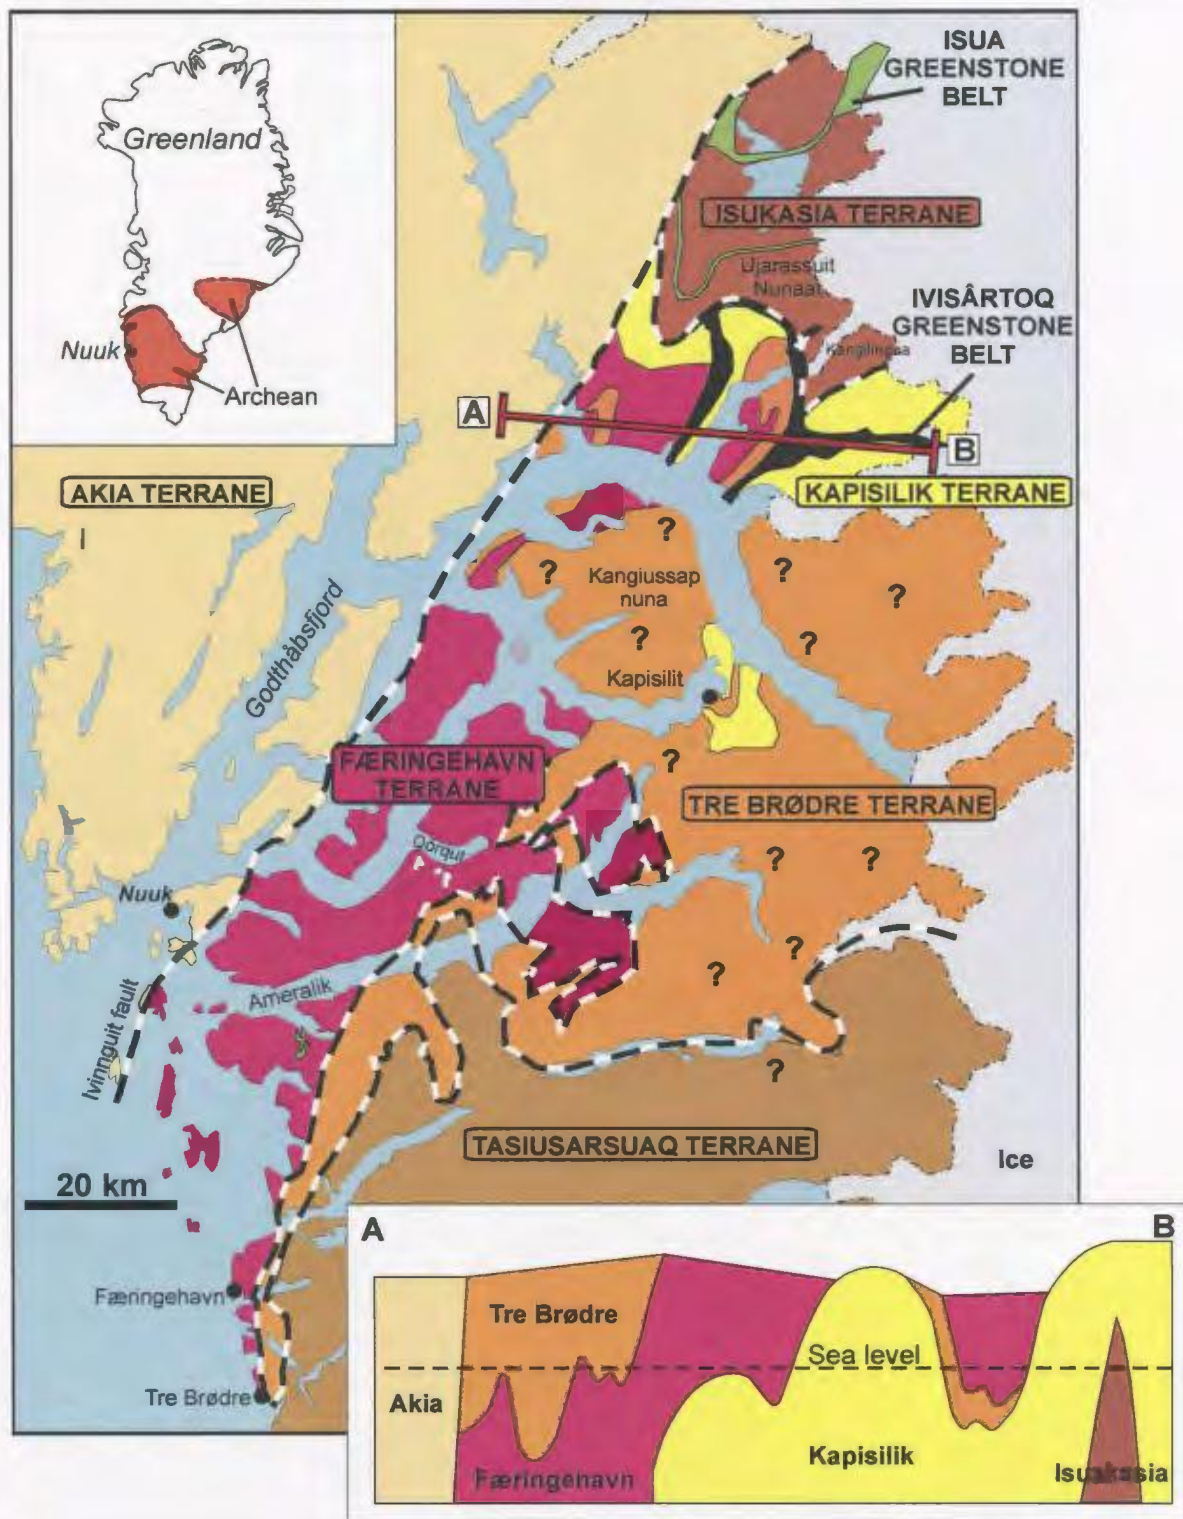 Greenland
Nuuk
Archean
ISUA
GREENSTONE
BELT
ISUKASIA TERRANE
Ujarassuit
Nunaat
IVISÂRTOQ
GREENSTONE
BELT
A
B
AKIA TERRANE
KAPISILIK TERRANE
?
?
?
?
Kangiussap
nuna
?
?
Godthåbsfjord
Kapisilit
FÆRINGEHAVN
TERRANE
?
TRE BRØDRE TERRANE
Qorqut
?
?
Nuuk
?
?
Ameralik
Ivinnguit fault
?
TASIUSARSUAQ TERRANE
Ice
20 km
Færingehavn
Tre Brødre
A
B
Tre Brødre
Sea level
Akia
Kapisilik
Færingehavn